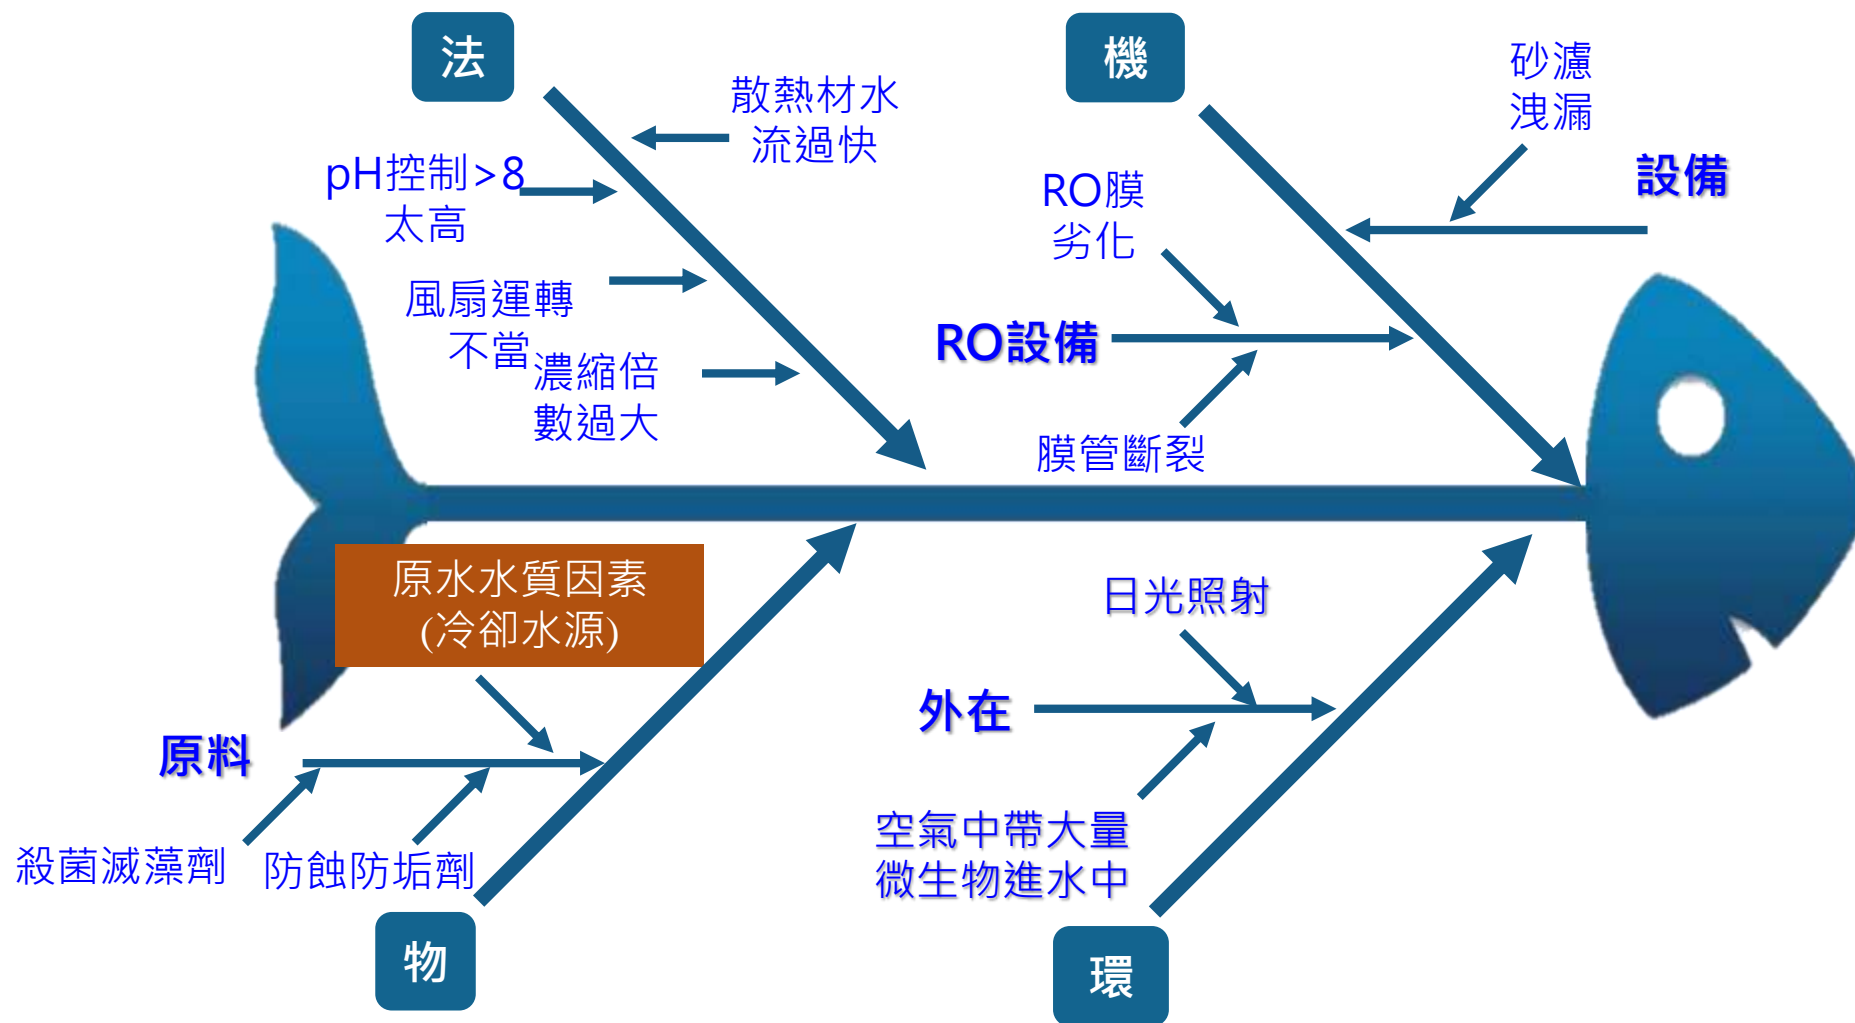 法
機
散熱材水
流過快
砂濾
洩漏
pH控制>8
太高
RO膜
劣化
設備
風扇運轉
不當
濃縮倍
數過大
RO設備
膜管斷裂
原水水質因素
(冷卻水源)
日光照射
原料
外在
殺菌滅藻劑
防蝕防垢劑
空氣中帶大量
微生物進水中
物
環